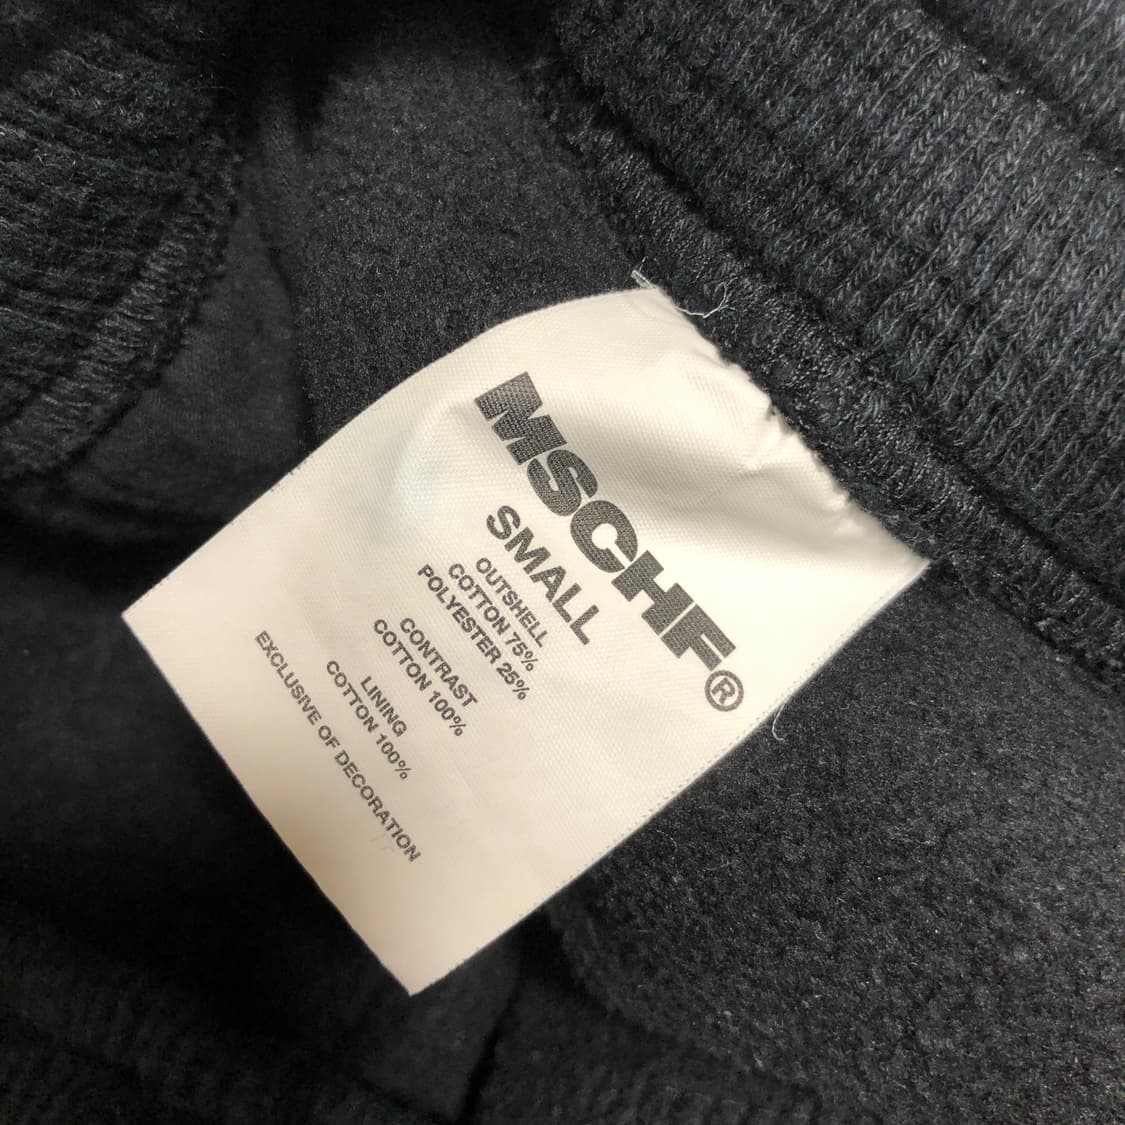 MSCHF®
SMALL
OUTSHELL
COTTON 75%
POLYESTER 25%
CONTRAST
COTTON 100%
LINING
COTTON 100%
EXCLUSIVE OF DECORATION